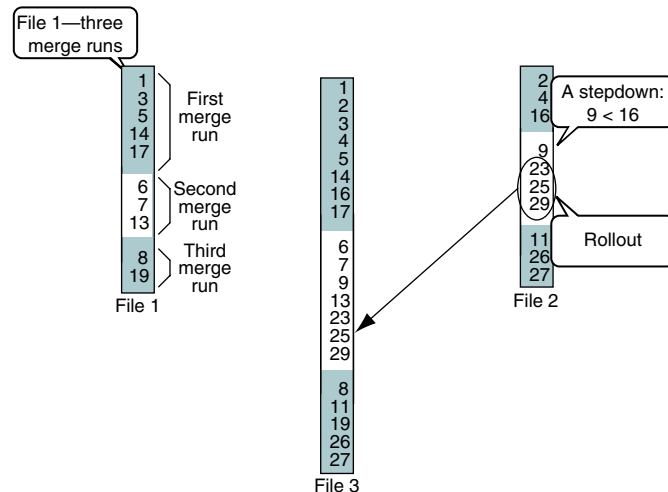 File 1—three
merge runs
1
3
5
14
17
First
merge
run
6
7
13
Second
merge run
8
19
Third
merge
run
File 1
1
2
3
4
5
14
16
17
6
7
9
13
23
25
29
8
11
19
26
27
File 3
2
4
16
A stepdown:
9 < 16
9
23
25
29
Rollout
11
26
27
File 2